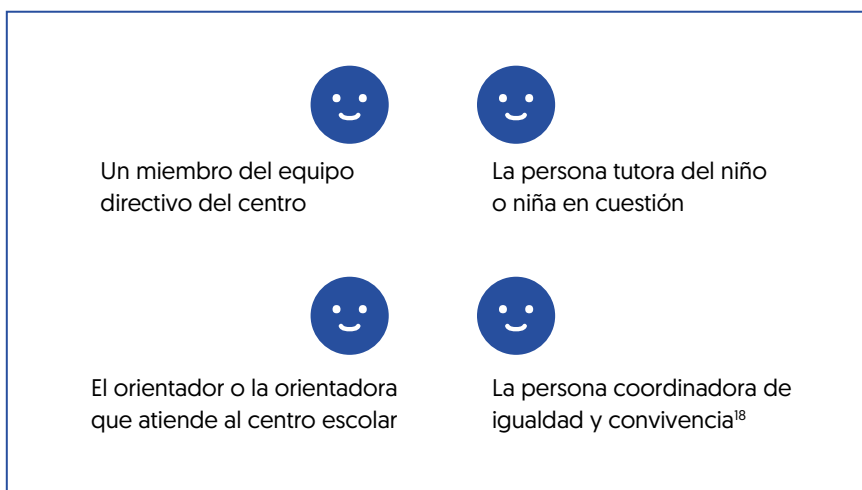 Un miembro del equipo
directivo del centro
La persona tutora del niño
o niña en cuestión
El orientador o la orientadora
que atiende al centro escolar
La persona coordinadora de
igualdad y convivencia¹⁸